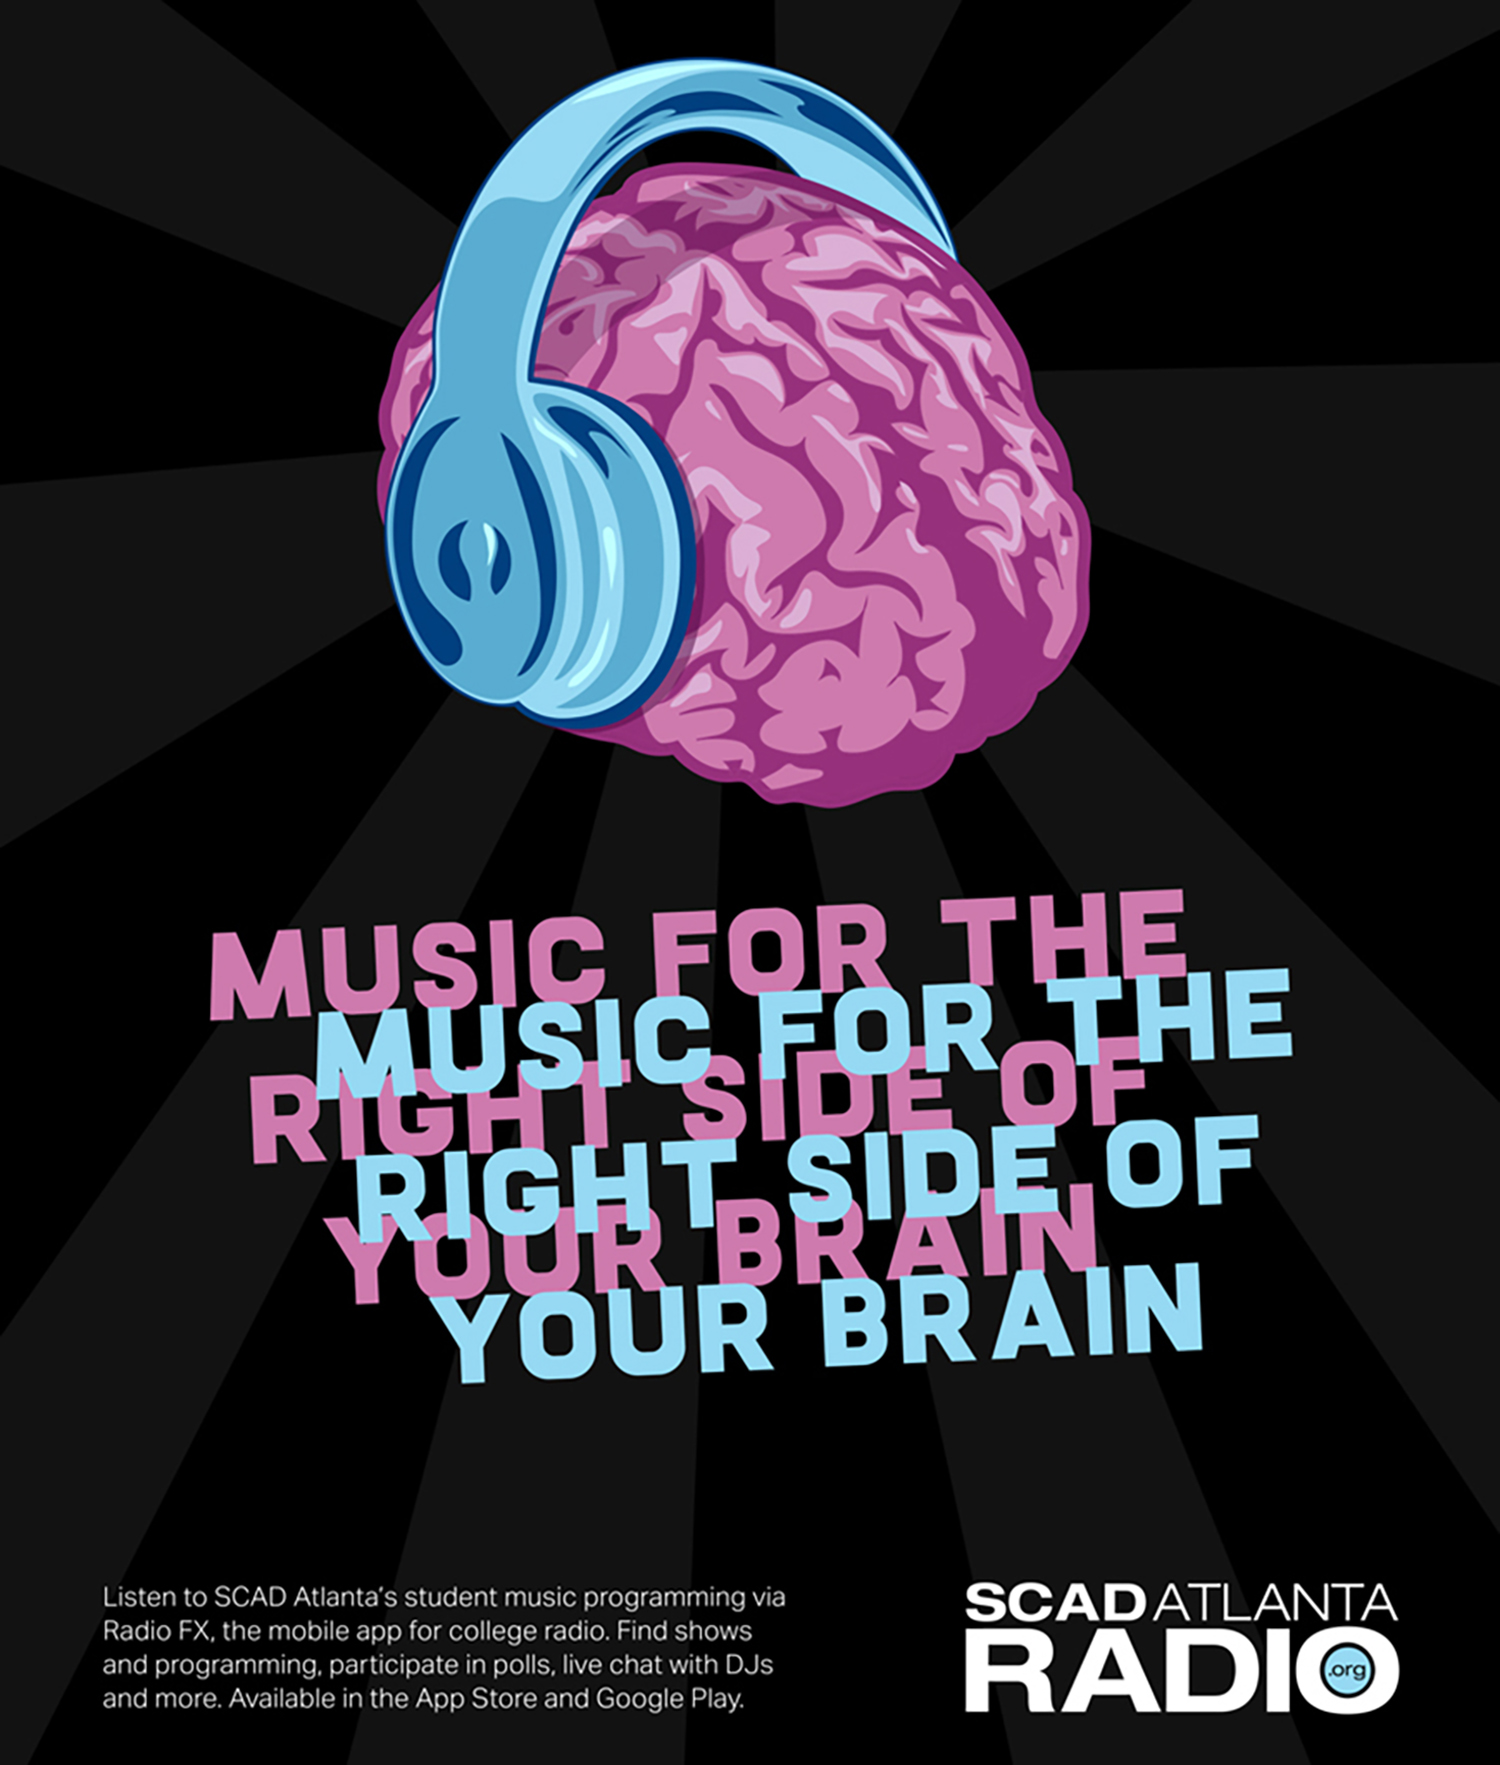 MUSIC FOR THE
MUSIC FOR THE
RIGHT SIDE OF
RIGHT SIDE OF
YOUR BRAIN
YOUR BRAIN
Listen to SCAD Atlanta's student music programming via
Radio FX, the mobile app for college radio. Find shows
and programming, participate in polls, live chat with DJs
and more. Available in the App Store and Google Play.
SCAD ATLANTA
RADIO
.org